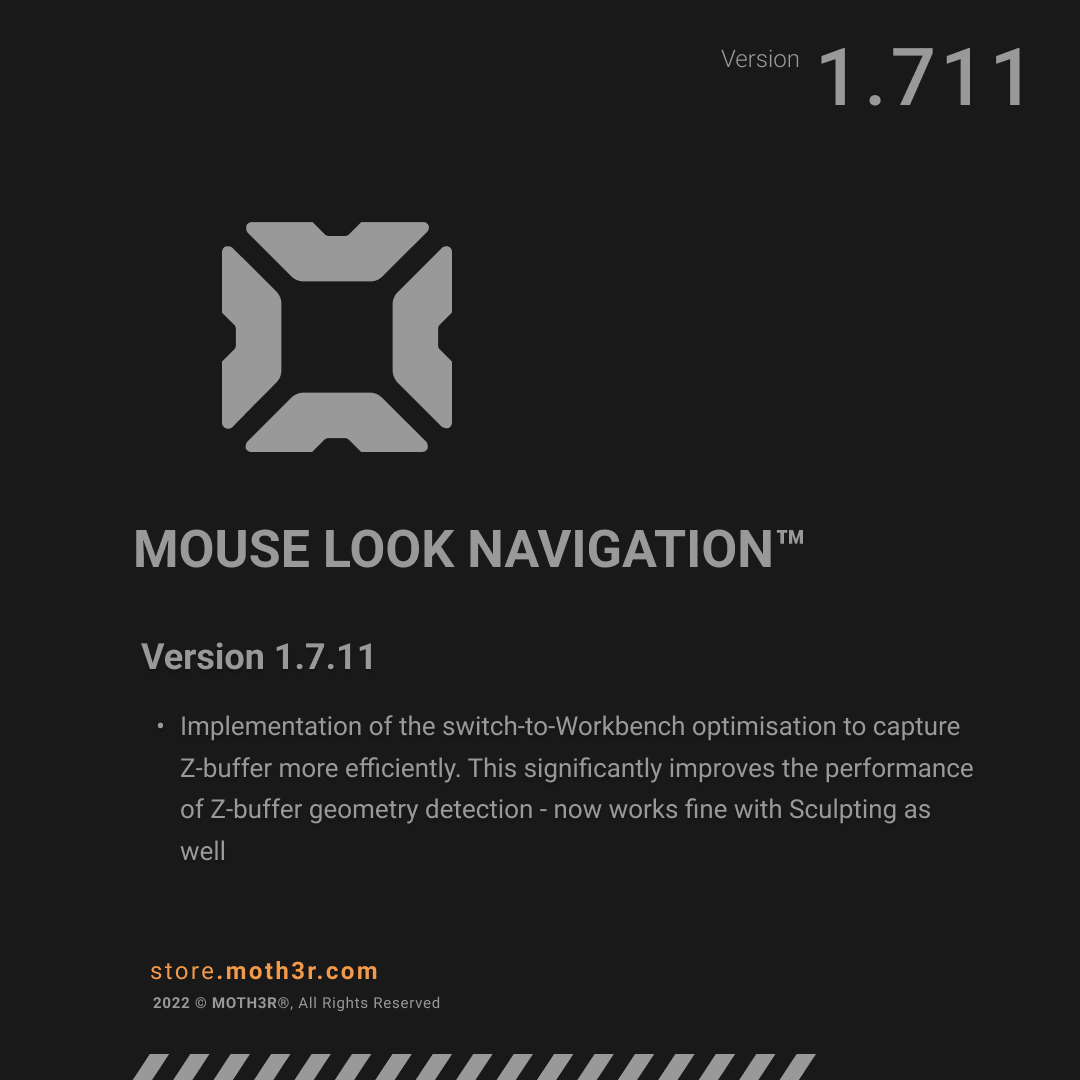 Version 1.711
MOUSE LOOK NAVIGATION™
Version 1.7.11
• Implementation of the switch-to-Workbench optimisation to capture
Z-buffer more efficiently. This significantly improves the performance
of Z-buffer geometry detection - now works fine with Sculpting as
well
store.moth3r.com
2022 © MOTH3R®, All Rights Reserved